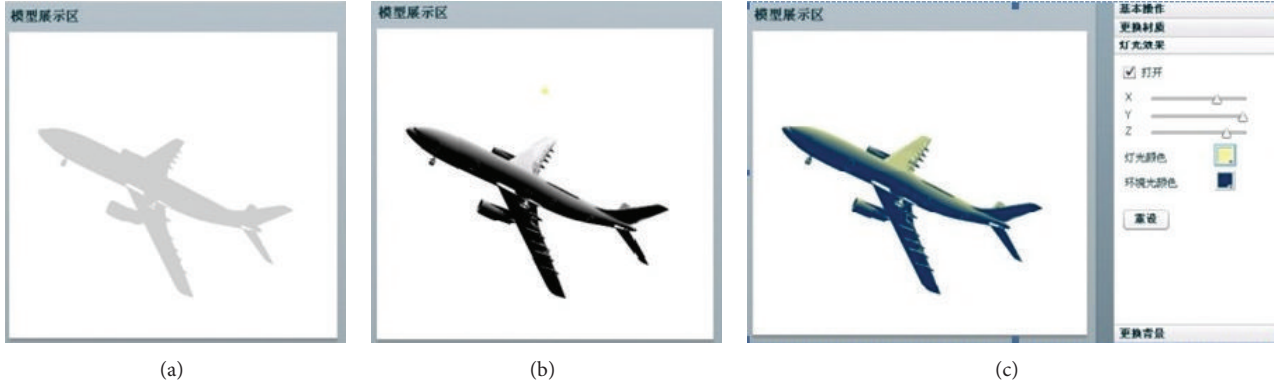 模型展示区
模型展示区
模型展示区
基本操作
更换材质
灯光效果
打开
X
Y
Z
灯光颜色
环境光颜色
重设
更换背景
(a)
(b)
(c)